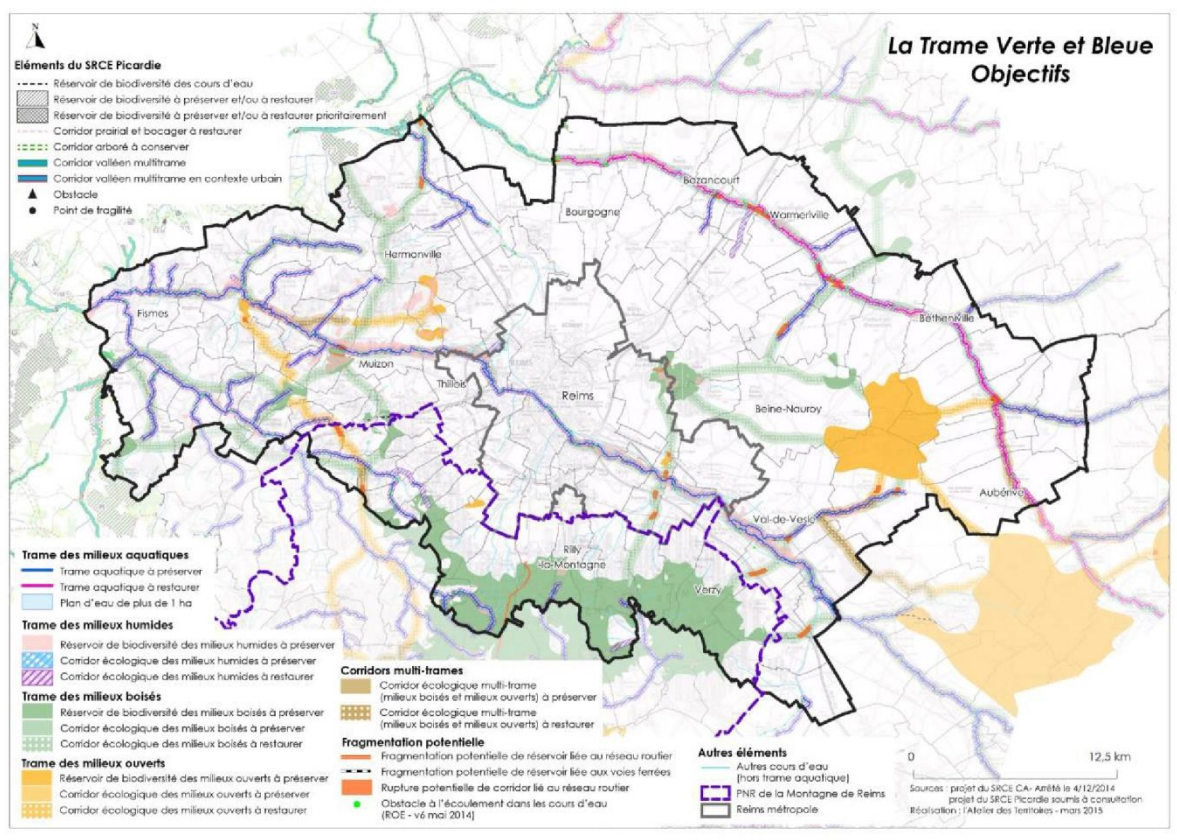 La Trame Verte et Bleue
Objectifs
N
Eléments du SRCE Picardie
Réservoir de biodiversité des cours d'eau
Réservoir de biodiversité à préserver et/ou à restaurer
Réservoir de biodiversité à préserver et/ou à restaurer prioritairement
Corridor prairial et bocager à restaurer
Corridor arboré à conserver
Corridor valléen multitrame
Corridor valléen multitrame en contexte urbain
Obstacle
Point de fragilité
Bazancourt
Warmeriville
Bourgogne
Hermonville
Fismes
Bétheniville
Muizon
Thillois
Reims
Beine-Nauroy
Aubérive
Val-de-Vesle
Rilly
-la-Montagne
Verzy
Trame des milieux aquatiques
Trame aquatique à préserver
Trame aquatique à restaurer
Plan d'eau de plus de 1 ha
Trame des milieux humides
Réservoir de biodiversité des milieux humides à préserver
Corridor écologique des milieux humides à préserver
Corridor écologique des milieux humides à restaurer
Trame des milieux boisés
Réservoir de biodiversité des milieux boisés à préserver
Corridor écologique des milieux boisés à préserver
Corridor écologique des milieux boisés à restaurer
Trame des milieux ouverts
Réservoir de biodiversité des milieux ouverts à préserver
Corridor écologique des milieux ouverts à préserver
Corridor écologique des milieux ouverts à restaurer
Corridors multi-trames
Corridor écologique multi-trame
(milieux boisés et milieux ouverts) à préserver
Corridor écologique multi-trame
(milieux boisés et milieux ouverts) à restaurer
Fragmentation potentielle
Fragmentation potentielle de réservoir liée au réseau routier
Fragmentation potentielle de réservoir liée aux voies ferrées
Rupture potentielle de corridor lié au réseau routier
Obstacle à l'écoulement dans les cours d'eau
(ROE - v6 mai 2014)
Autres éléments
Autres cours d'eau
(hors trame aquatique)
PNR de la Montagne de Reims
Reims métropole
0 12,5 km
Sources : projet du SRCE CA- Arrêté le 4/12/2014
projet du SRCE Picardie soumis à consultation
Réalisation : l'Atelier des Territoires - mars 2015